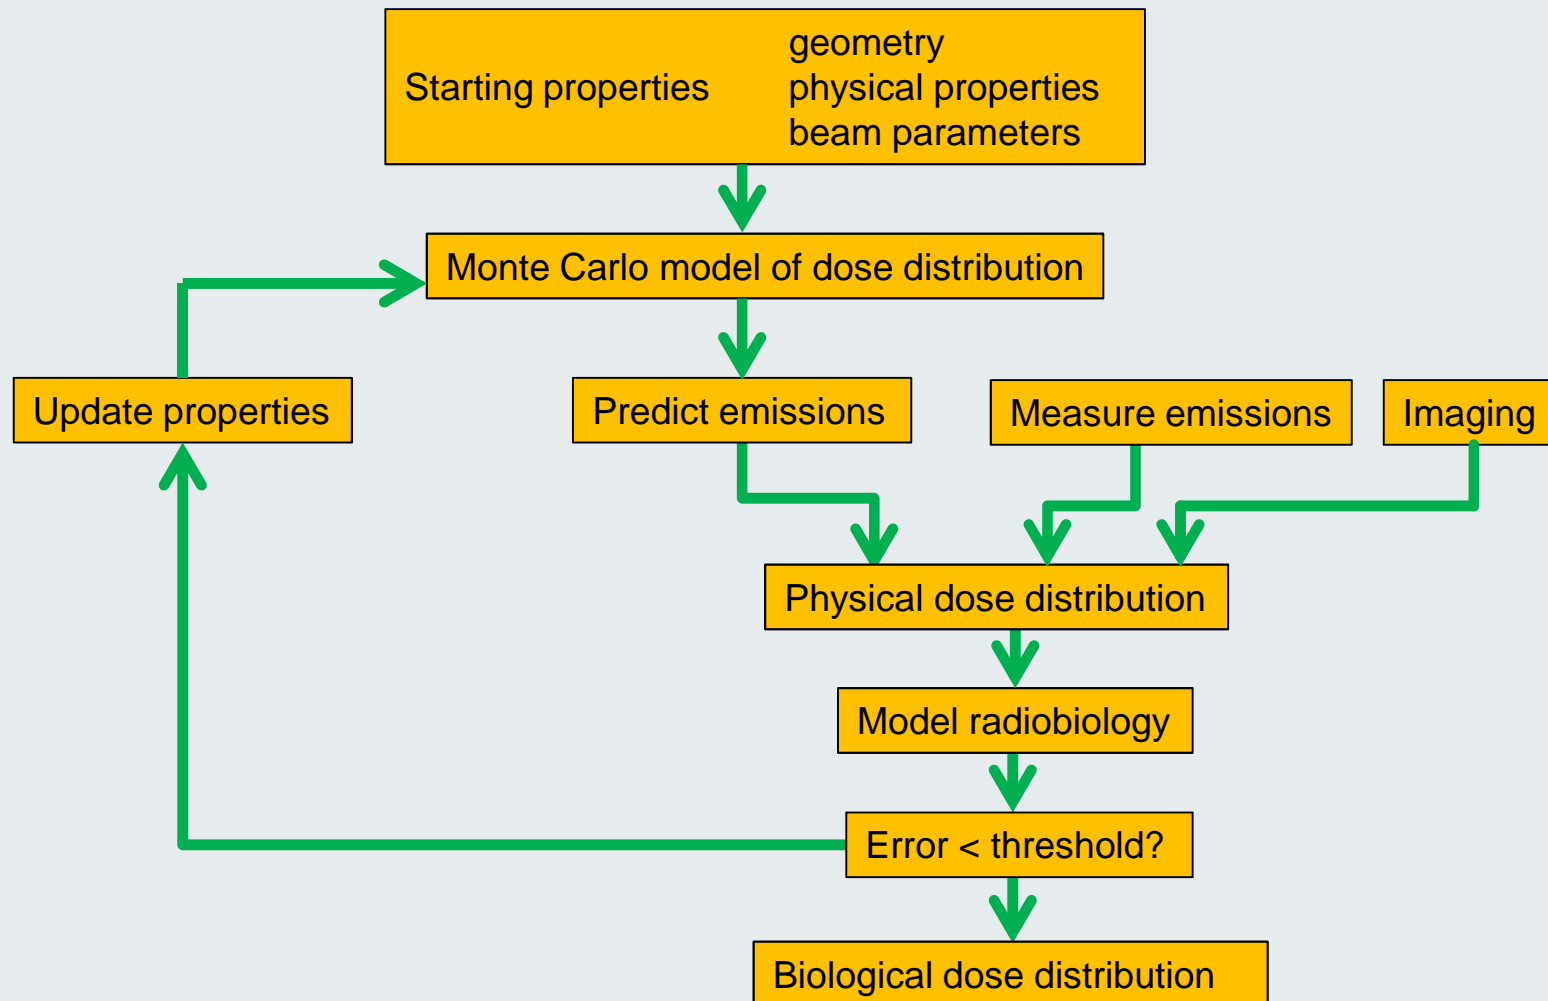 Starting properties
geometry
physical properties
beam parameters
Monte Carlo model of dose distribution
Update properties
Predict emissions
Measure emissions
Imaging
Physical dose distribution
Model radiobiology
Error < threshold?
Biological dose distribution